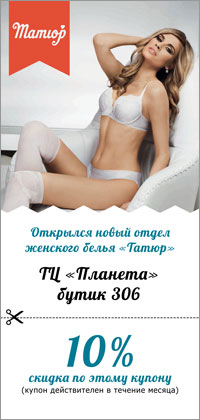 Татюр
Открылся новый отдел
женского белья «Татюр»
ТЦ «Планета»
бутик 306
10%
скидка по этому купону
(купон действителен в течение месяца)